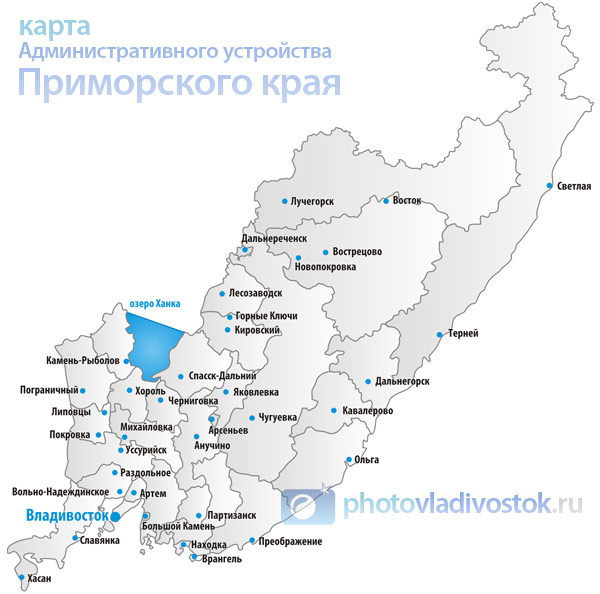 карта
Административного устройства
Приморского края
Светлая
Лучегорск
Восток
Дальнереченск
Вострецово
Новопокровка
Лесозаводск
озеро Ханка
Горные Ключи
Кировский
Терней
Камень-Рыболов
Спасск-Дальний
Дальнегорск
Пограничный
Хороль
Яковлевка
Черниговка
Липовцы
Кавалерово
Чугуевка
Михайловка
Арсеньев
Покровка
Анучино
Уссурийск
Ольга
Раздольное
Вольно-Надеждинское
Артем
photovladivostok.ru
Владивосток
Партизанск
Большой Камень
Славянка
Находка
Преображение
Врангель
Хасан